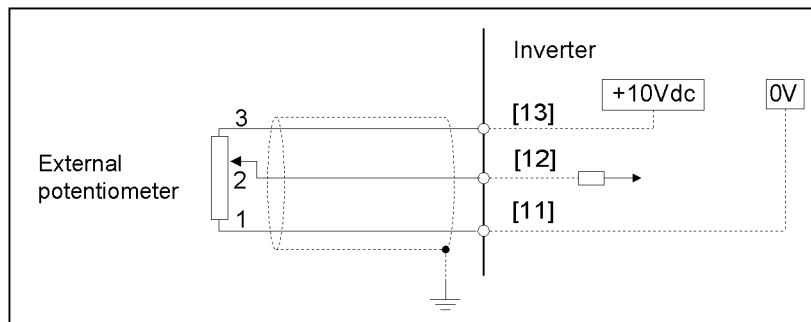 Inverter
+10Vdc
0V
3
[13]
External
potentiometer
2
[12]
1
[11]